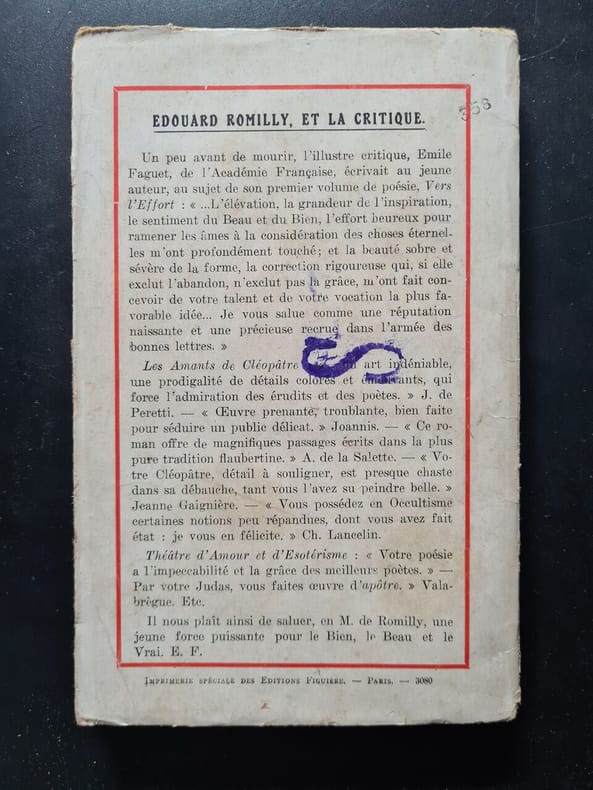 EDOUARD ROMILLY, ET LA CRITIQUE.
358
Un peu avant de mourir, l'illustre critique, Emile
Faguet, de l'Académie Française, écrivait au jeune
auteur, au sujet de son premier volume de poésie, Vers
l'Effort : « ...L'élévation, la grandeur de l'inspiration,
le sentiment du Beau et du Bien, l'effort heureux pour
ramener les âmes à la considération des choses éternel-
les m'ont profondément touché; et la beauté sobre et
sévère de la forme, la correction rigoureuse qui, si elle
exclut l'abandon, n'exclut pas la grâce, m'ont fait con-
cevoir de votre talent et de votre vocation la plus fa-
vorable idée... Je vous salue comme une réputation
naissante et une précieuse recrue dans l'armée des
bonnes lettres. »
Les Amants de Cléopâtre art indéniable,
une prodigalité de détails colorés et qui
force l'admiration des érudits et des poètes. » J. de
Peretti. — « Œuvre prenante, troublante, bien faite
pour séduire un public délicat. » Joannis. — « Ce ro-
man offre de magnifiques passages écrits dans la plus
pure tradition flaubertine. » A. de la Salette. — « Vo-
tre Cléopâtre, détail à souligner, est presque chaste
dans sa débauche, tant vous l'avez su peindre belle. »
Jeanne Gaignière. — « Vous possédez en Occultisme
certaines notions peu répandues, dont vous avez fait
état : je vous en félicite. » Ch. Lancelin.
Théâtre d'Amour et d'Esotérisme : « Votre poésie
a l'impeccabilité et la grâce des meilleurs poètes. » —
Par votre Judas, vous faites œuvre d'apôtre. » Vala-
brègue. Etc.
Il nous plaît ainsi de saluer, en M. de Romilly, une
jeune force puissante pour le Bien, le Beau et le
Vrai. E. F.
IMPRIMERIE SPÉCIALE DES EDITIONS FIGUIÈRE. — PARIS. — 3080